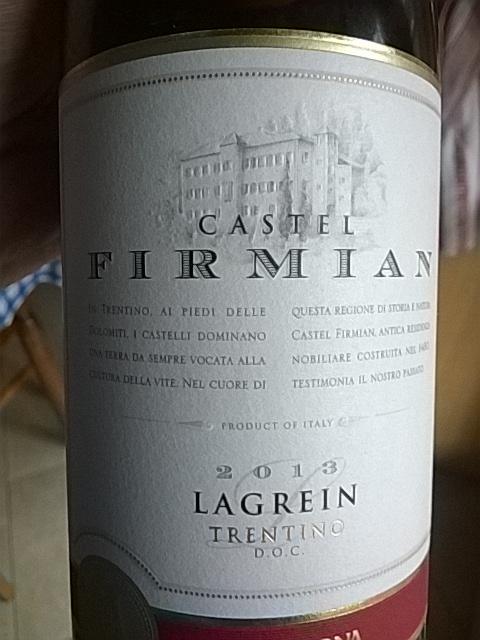 CASTEL
FIRMIAN
IN TRENTINO, AI PIEDI DELLE
DOLOMITI, I CASTELLI DOMINANO
UNA TERRA DA SEMPRE VOCATA ALLA
CULTURA DELLA VITE. NEL CUORE DI
QUESTA REGIONE DI STORIA E NATURA
CASTEL FIRMIAN, ANTICA RESIDENZA
NOBILIARE COSTRUITA NEL
TESTIMONIA IL NOSTRO PASSATO.
PRODUCT OF ITALY
2013
LAGREIN
TRENTINO
D.O.C.